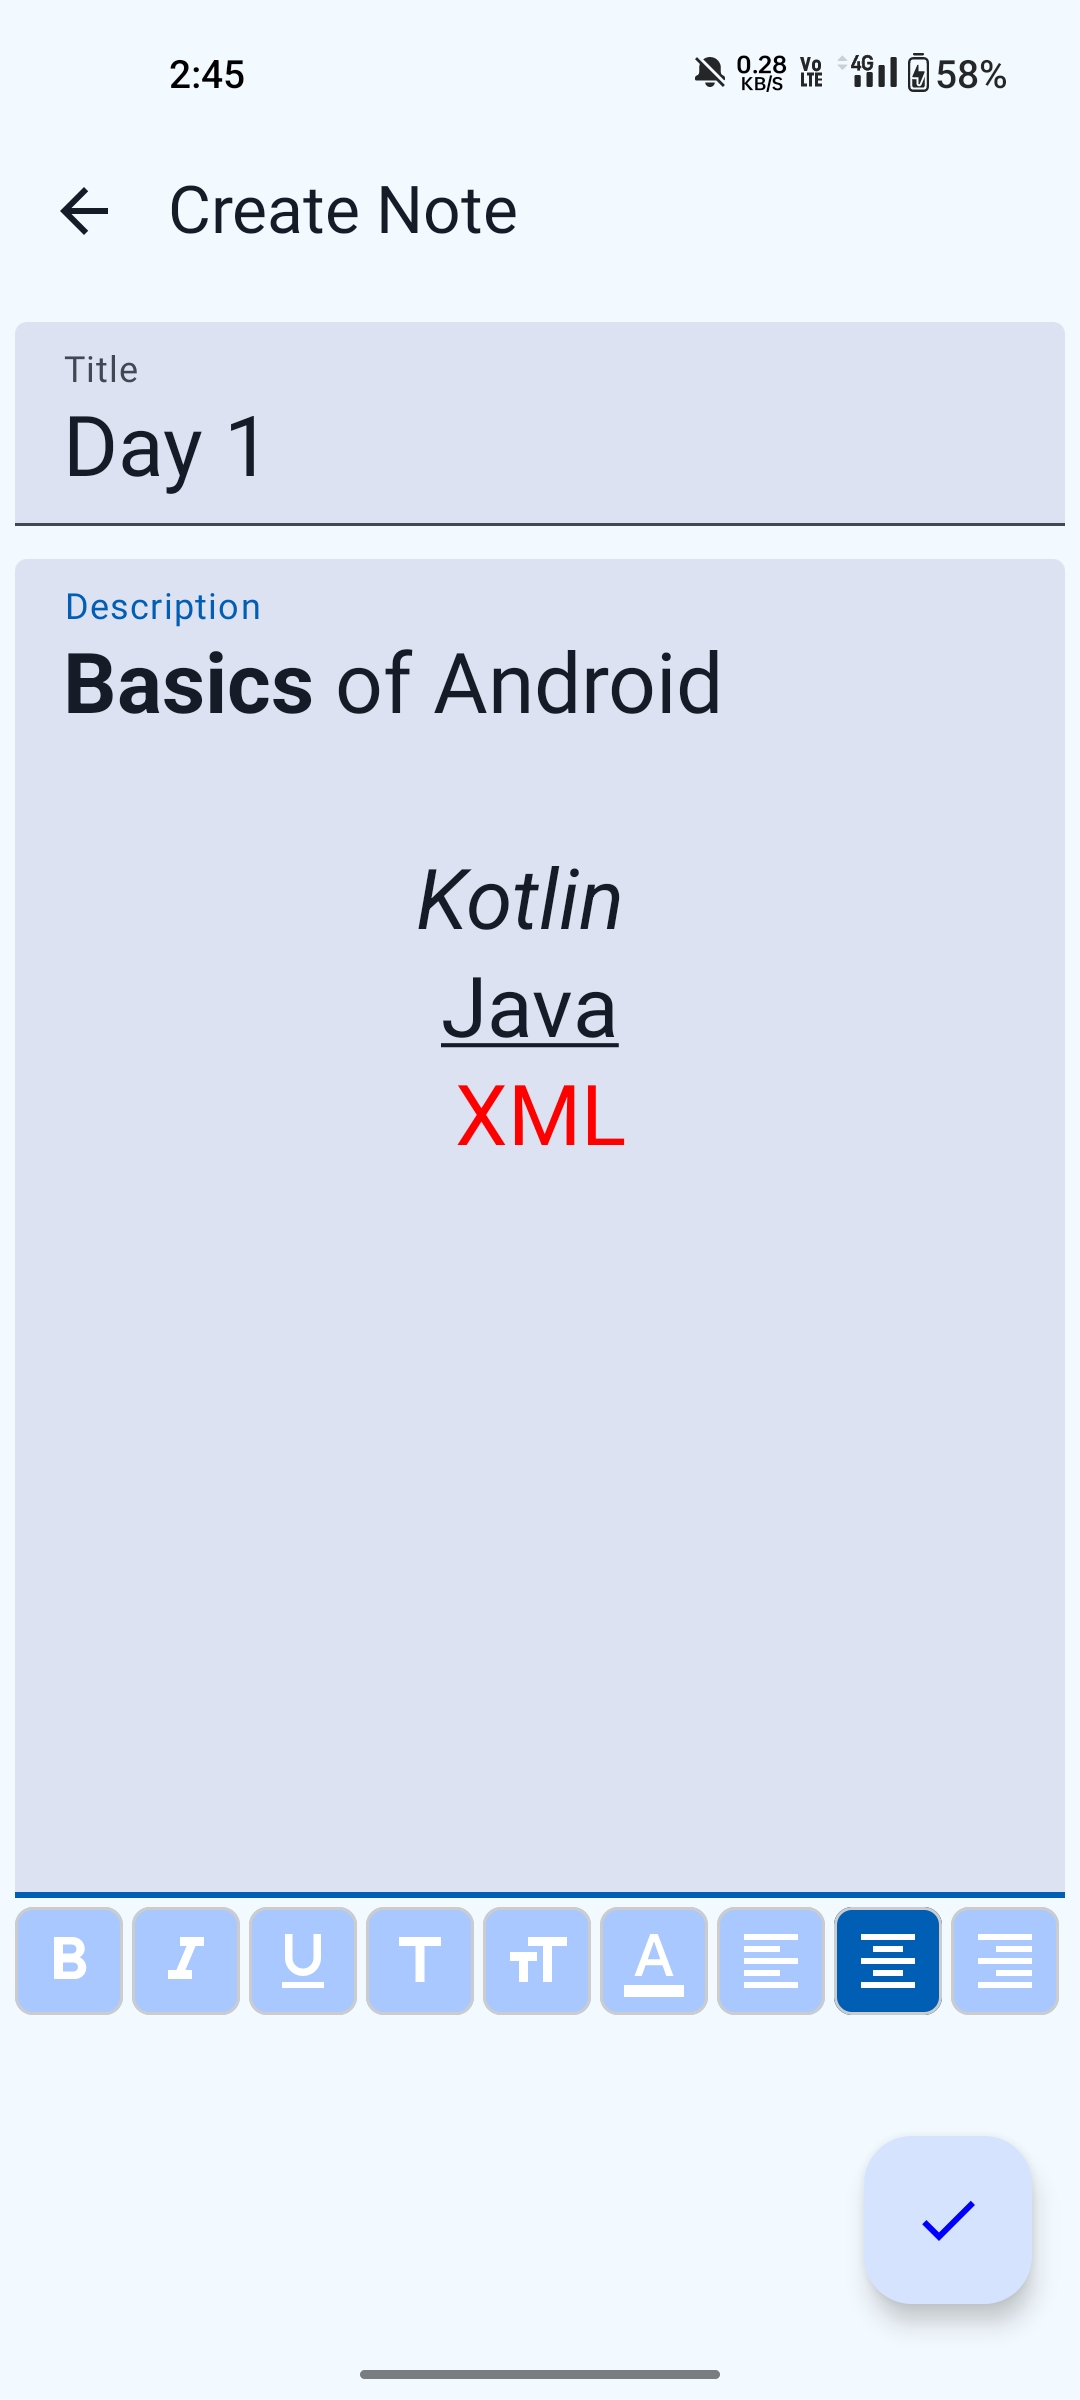 2:45 0.28 KB/S Vo LTE 4G 58%
Create Note
Title
Day 1
Description
Basics of Android
Kotlin
Java
XML
B I U T TT A